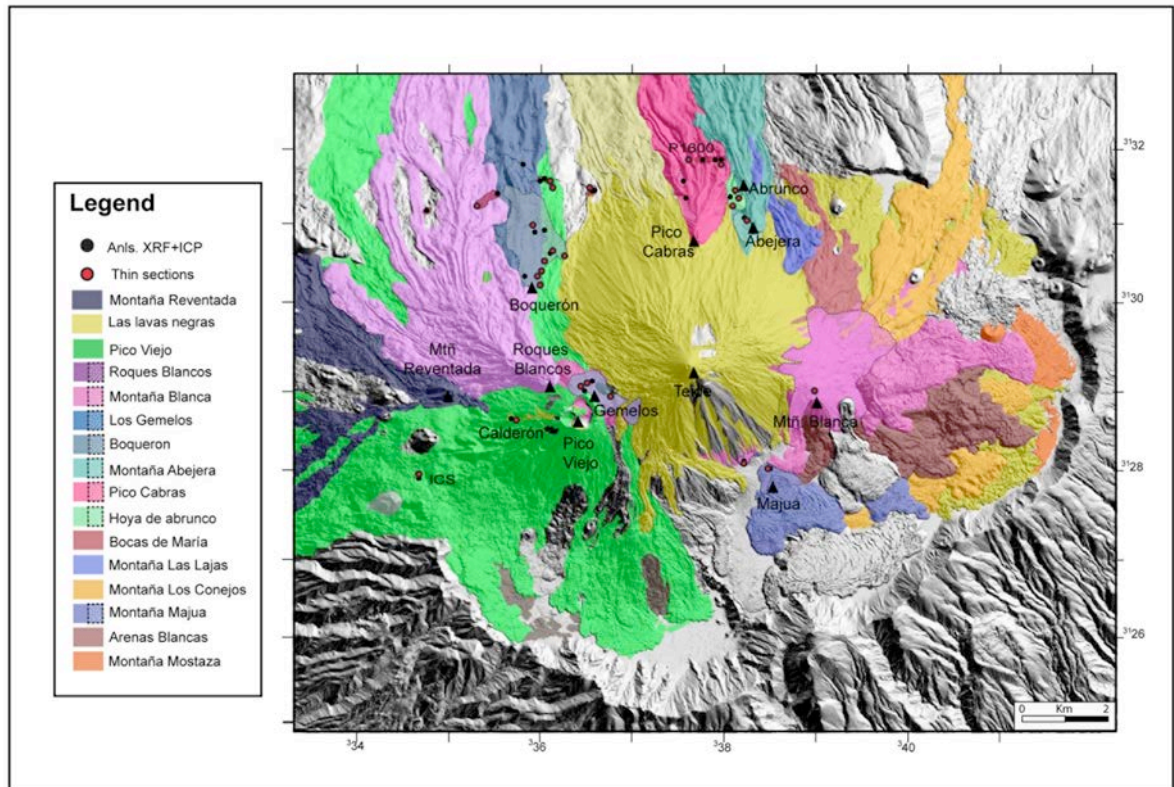 Legend
Anls. XRF+ICP
Thin sections
Montaña Reventada
Las lavas negras
Pico Viejo
Roques Blancos
Montaña Blanca
Los Gemelos
Boqueron
Montaña Abejera
Pico Cabras
Hoya de abrunco
Bocas de María
Montaña Las Lajas
Montaña Los Conejos
Montaña Majua
Arenas Blancas
Montaña Mostaza
P1600
Abrunco
Pico
Cabras
Abejera
Boquerón
Mtñ
Reventada
Roques
Blancos
Teide
Gemelos
Mtñ. Blanca
Calderón
Pico
Viejo
ICS
Majua
3132
3130
3128
3126
0 Km 2
334
336
338
340